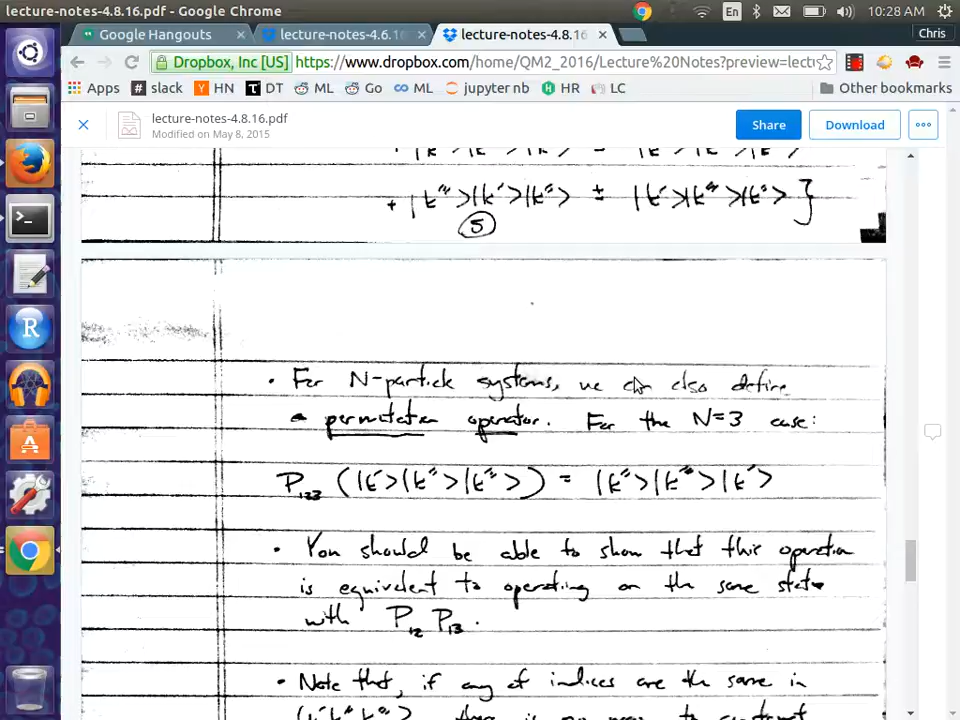 lecture-notes-4.8.16.pdf - Google Chrome
En
10:28 AM
Google Hangouts
lecture-notes-4.6.16
lecture-notes-4.8.16
Chris
Dropbox, Inc [US]
https://www.dropbox.com/home/QM2_2016/Lecture%20Notes?preview=lectu
Apps
# slack
HN
DT
ML
Go
ML
jupyter nb
HR
LC
Other bookmarks
lecture-notes-4.8.16.pdf
Modified on May 8, 2015
Share
Download
+ |k'''>|k'>|k''> ± |k'>|k'''>|k''> }
5
• For N-particle systems, we can also define
a permutation operator. For the N=3 case:
P₁₂₃ (|k'>|k''>|k'''>) = |k''>|k'''>|k'>
• You should be able to show that this operation
is equivalent to operating on the same state
with P₁₂ P₁₃.
• Note that, if any of indices are the same in